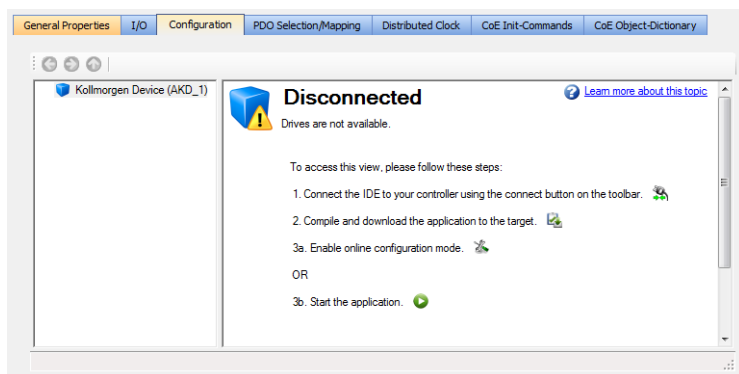 General Properties I/O Configuration PDO Selection/Mapping Distributed Clock CoE Init-Commands CoE Object-Dictionary
Kollmorgen Device (AKD_1)
Disconnected
Learn more about this topic
Drives are not available.
To access this view, please follow these steps:
1. Connect the IDE to your controller using the connect button on the toolbar.
2. Compile and download the application to the target.
3a. Enable online configuration mode.
OR
3b. Start the application.